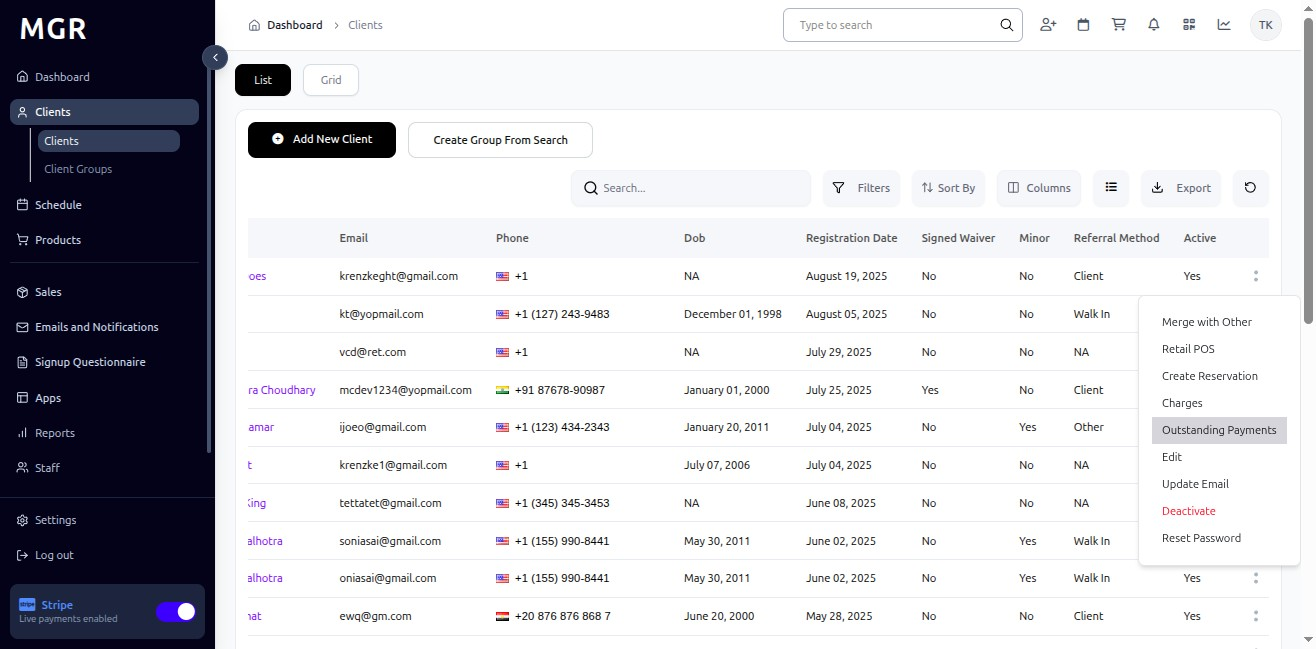 MGR
Dashboard
Clients
Clients
Client Groups
Schedule
Products
Sales
Emails and Notifications
Signup Questionnaire
Apps
Reports
Staff
Settings
Log out
Stripe
Live payments enabled
Dashboard > Clients
Type to search
TK
List Grid
Add New Client Create Group From Search
Search... Filters Sort By Columns Export
Email Phone Dob Registration Date Signed Waiver Minor Referral Method Active
oes krenzkeght@gmail.com +1 NA August 19, 2025 No No Client Yes
kt@yopmail.com +1 (127) 243-9483 December 01, 1998 August 05, 2025 No No Walk In
vcd@ret.com +1 NA July 29, 2025 No No NA
ra Choudhary mcdev1234@yopmail.com +91 87678-90987 January 01, 2000 July 25, 2025 Yes No Client
amar ijoeo@gmail.com +1 (123) 434-2343 January 20, 2011 July 04, 2025 No Yes Other
t krenzke1@gmail.com +1 July 07, 2006 July 04, 2025 No No NA
King tettatet@gmail.com +1 (345) 345-3453 NA June 08, 2025 No No NA
alhotra soniasai@gmail.com +1 (155) 990-8441 May 30, 2011 June 02, 2025 No Yes Walk In
alhotra oniasai@gmail.com +1 (155) 990-8441 May 30, 2011 June 02, 2025 No Yes Walk In Yes
nat ewq@gm.com +20 876 876 868 7 June 20, 2000 May 28, 2025 No No Client Yes
Merge with Other
Retail POS
Create Reservation
Charges
Outstanding Payments
Edit
Update Email
Deactivate
Reset Password